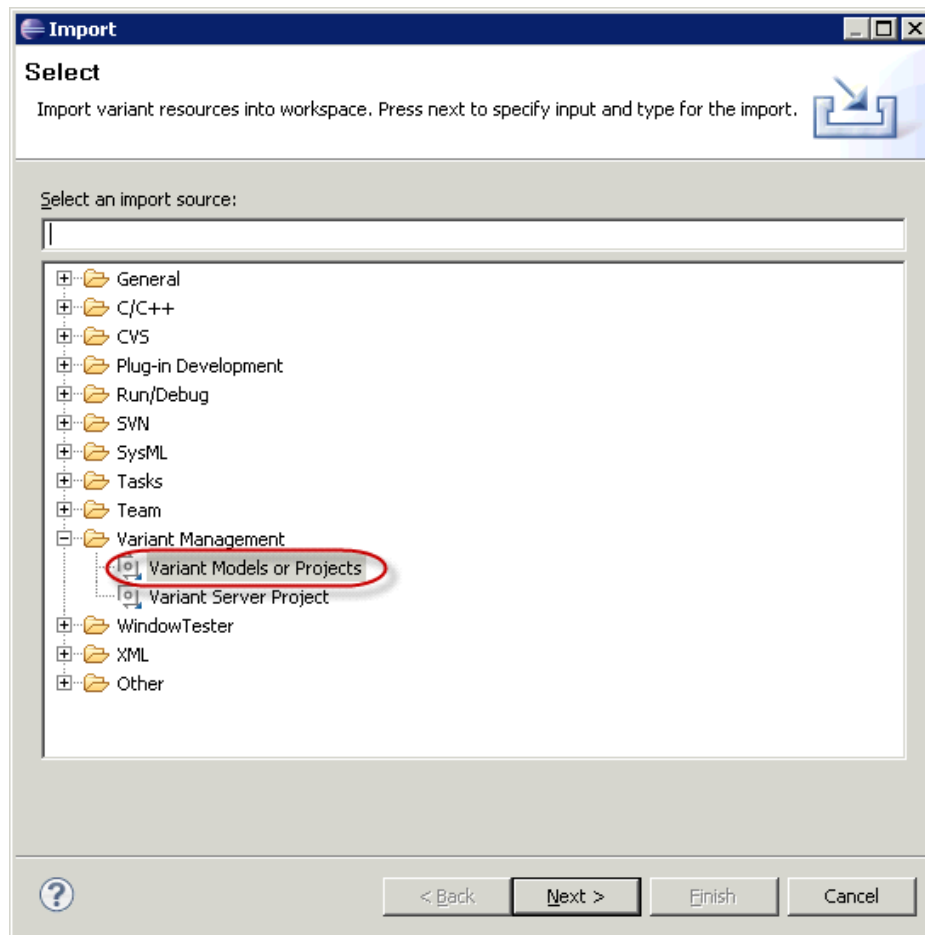 Import
Select
Import variant resources into workspace. Press next to specify input and type for the import.
Select an import source:
General
C/C++
CVS
Plug-in Development
Run/Debug
SVN
SysML
Tasks
Team
Variant Management
Variant Models or Projects
Variant Server Project
WindowTester
XML
Other
? < Back Next > Finish Cancel